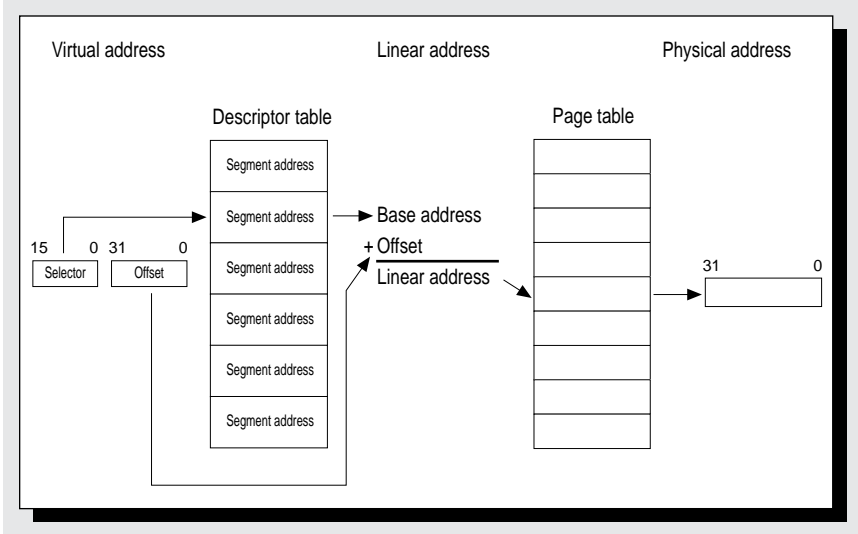 Virtual address
Linear address
Physical address
Descriptor table
Page table
Segment address
Segment address
Segment address
Segment address
Segment address
Segment address
15 0 31 0
Selector
Offset
Base address
+ Offset
Linear address
31 0